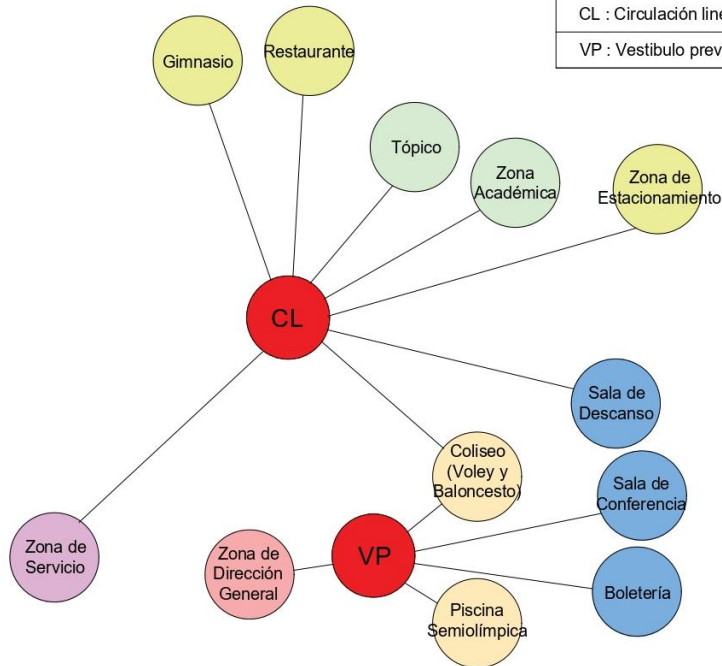 CL : Circulación
VP : Vestibulo
Gimnasio
Restaurante
Tópico
Zona
Académica
Zona de
Estacionamiento
CL
Sala de
Descanso
Coliseo
(Voley y
Baloncesto)
Sala de
Conferencia
Zona de
Servicio
Zona de
Dirección
General
VP
Boletería
Piscina
Semiolímpica